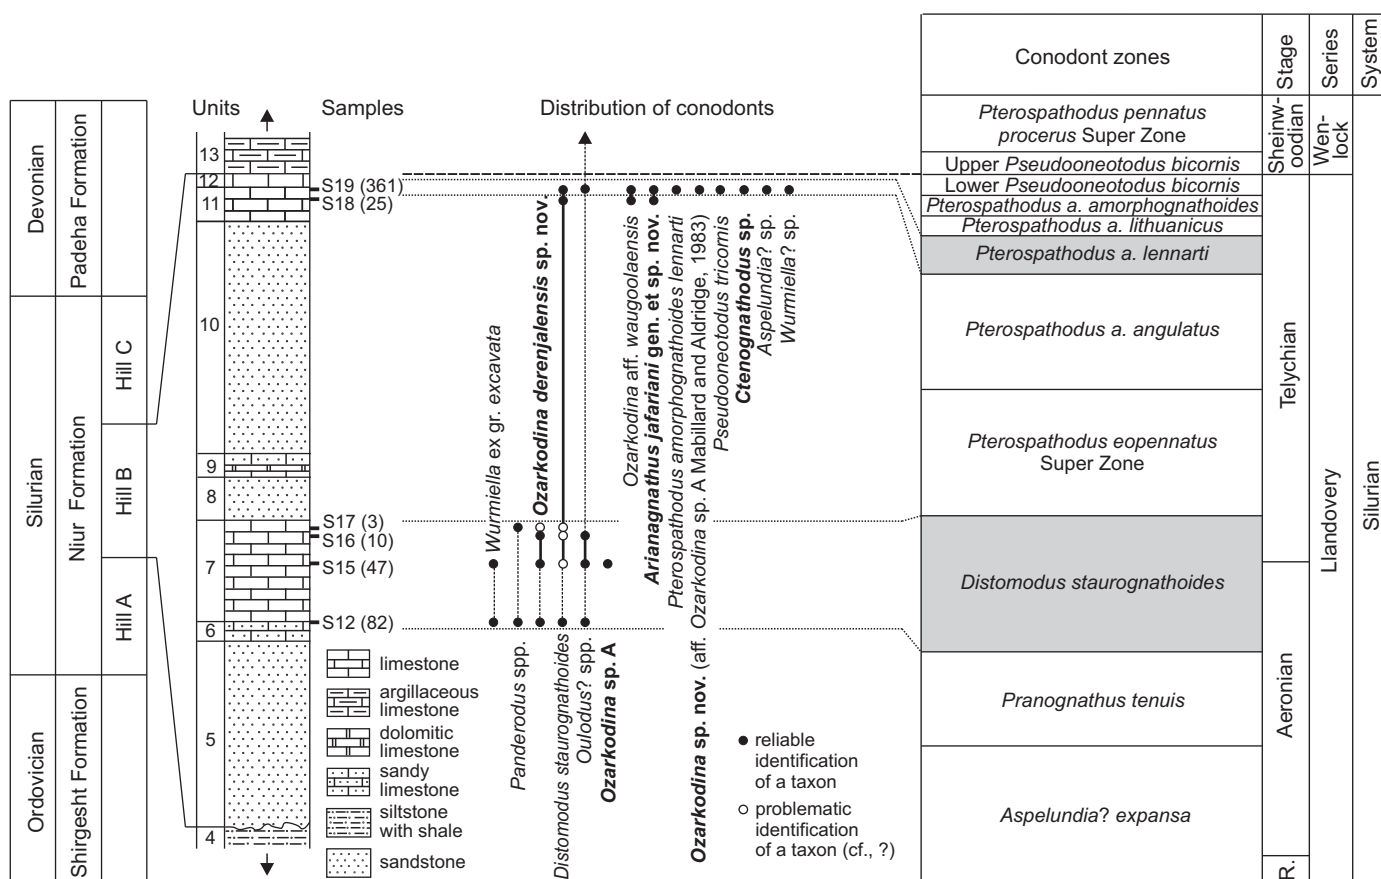 Units
Samples
Distribution of conodonts
Devonian
Silurian
Ordovician
Padeha Formation
Niur Formation
Shirgesht Formation
Hill C
Hill B
Hill A
13
12
11
10
9
8
7
6
5
4
S19 (361)
S18 (25)
S17 (3)
S16 (10)
S15 (47)
S12 (82)
Wurmiella ex gr. excavata
Panderodus spp.
Ozarkodina derenjalensis sp. nov.
Distomodus staurognathoides
Oulodus? spp.
Ozarkodina sp. A
Ozarkodina aff. waugoolaensis
Arianagnathus jafariani gen. et sp. nov.
Pterospathodus amorphognathoides lennarti
Ozarkodina sp. nov. (aff. Ozarkodina sp. A Mabillard and Aldridge, 1983)
Pseudooneotodus tricornis
Ctenognathodus sp.
Aspelundia? sp.
Wurmiella? sp.
limestone
argillaceous
limestone
dolomitic
limestone
sandy
limestone
siltstone
with shale
sandstone
reliable
identification
of a taxon
problematic
identification
of a taxon (cf., ?)
Conodont zones
Stage
Series
System
Pterospathodus pennatus
procerus Super Zone
Upper Pseudooneotodus bicornis
Lower Pseudooneotodus bicornis
Pterospathodus a. amorphognathoides
Pterospathodus a. lithuanicus
Pterospathodus a. lennarti
Pterospathodus a. angulatus
Pterospathodus eopennatus
Super Zone
Distomodus staurognathoides
Pranognathus tenuis
Aspelundia? expansa
Sheinw-
oodian
Telychian
Aeronian
R.
Wen-
lock
Llandovery
Silurian